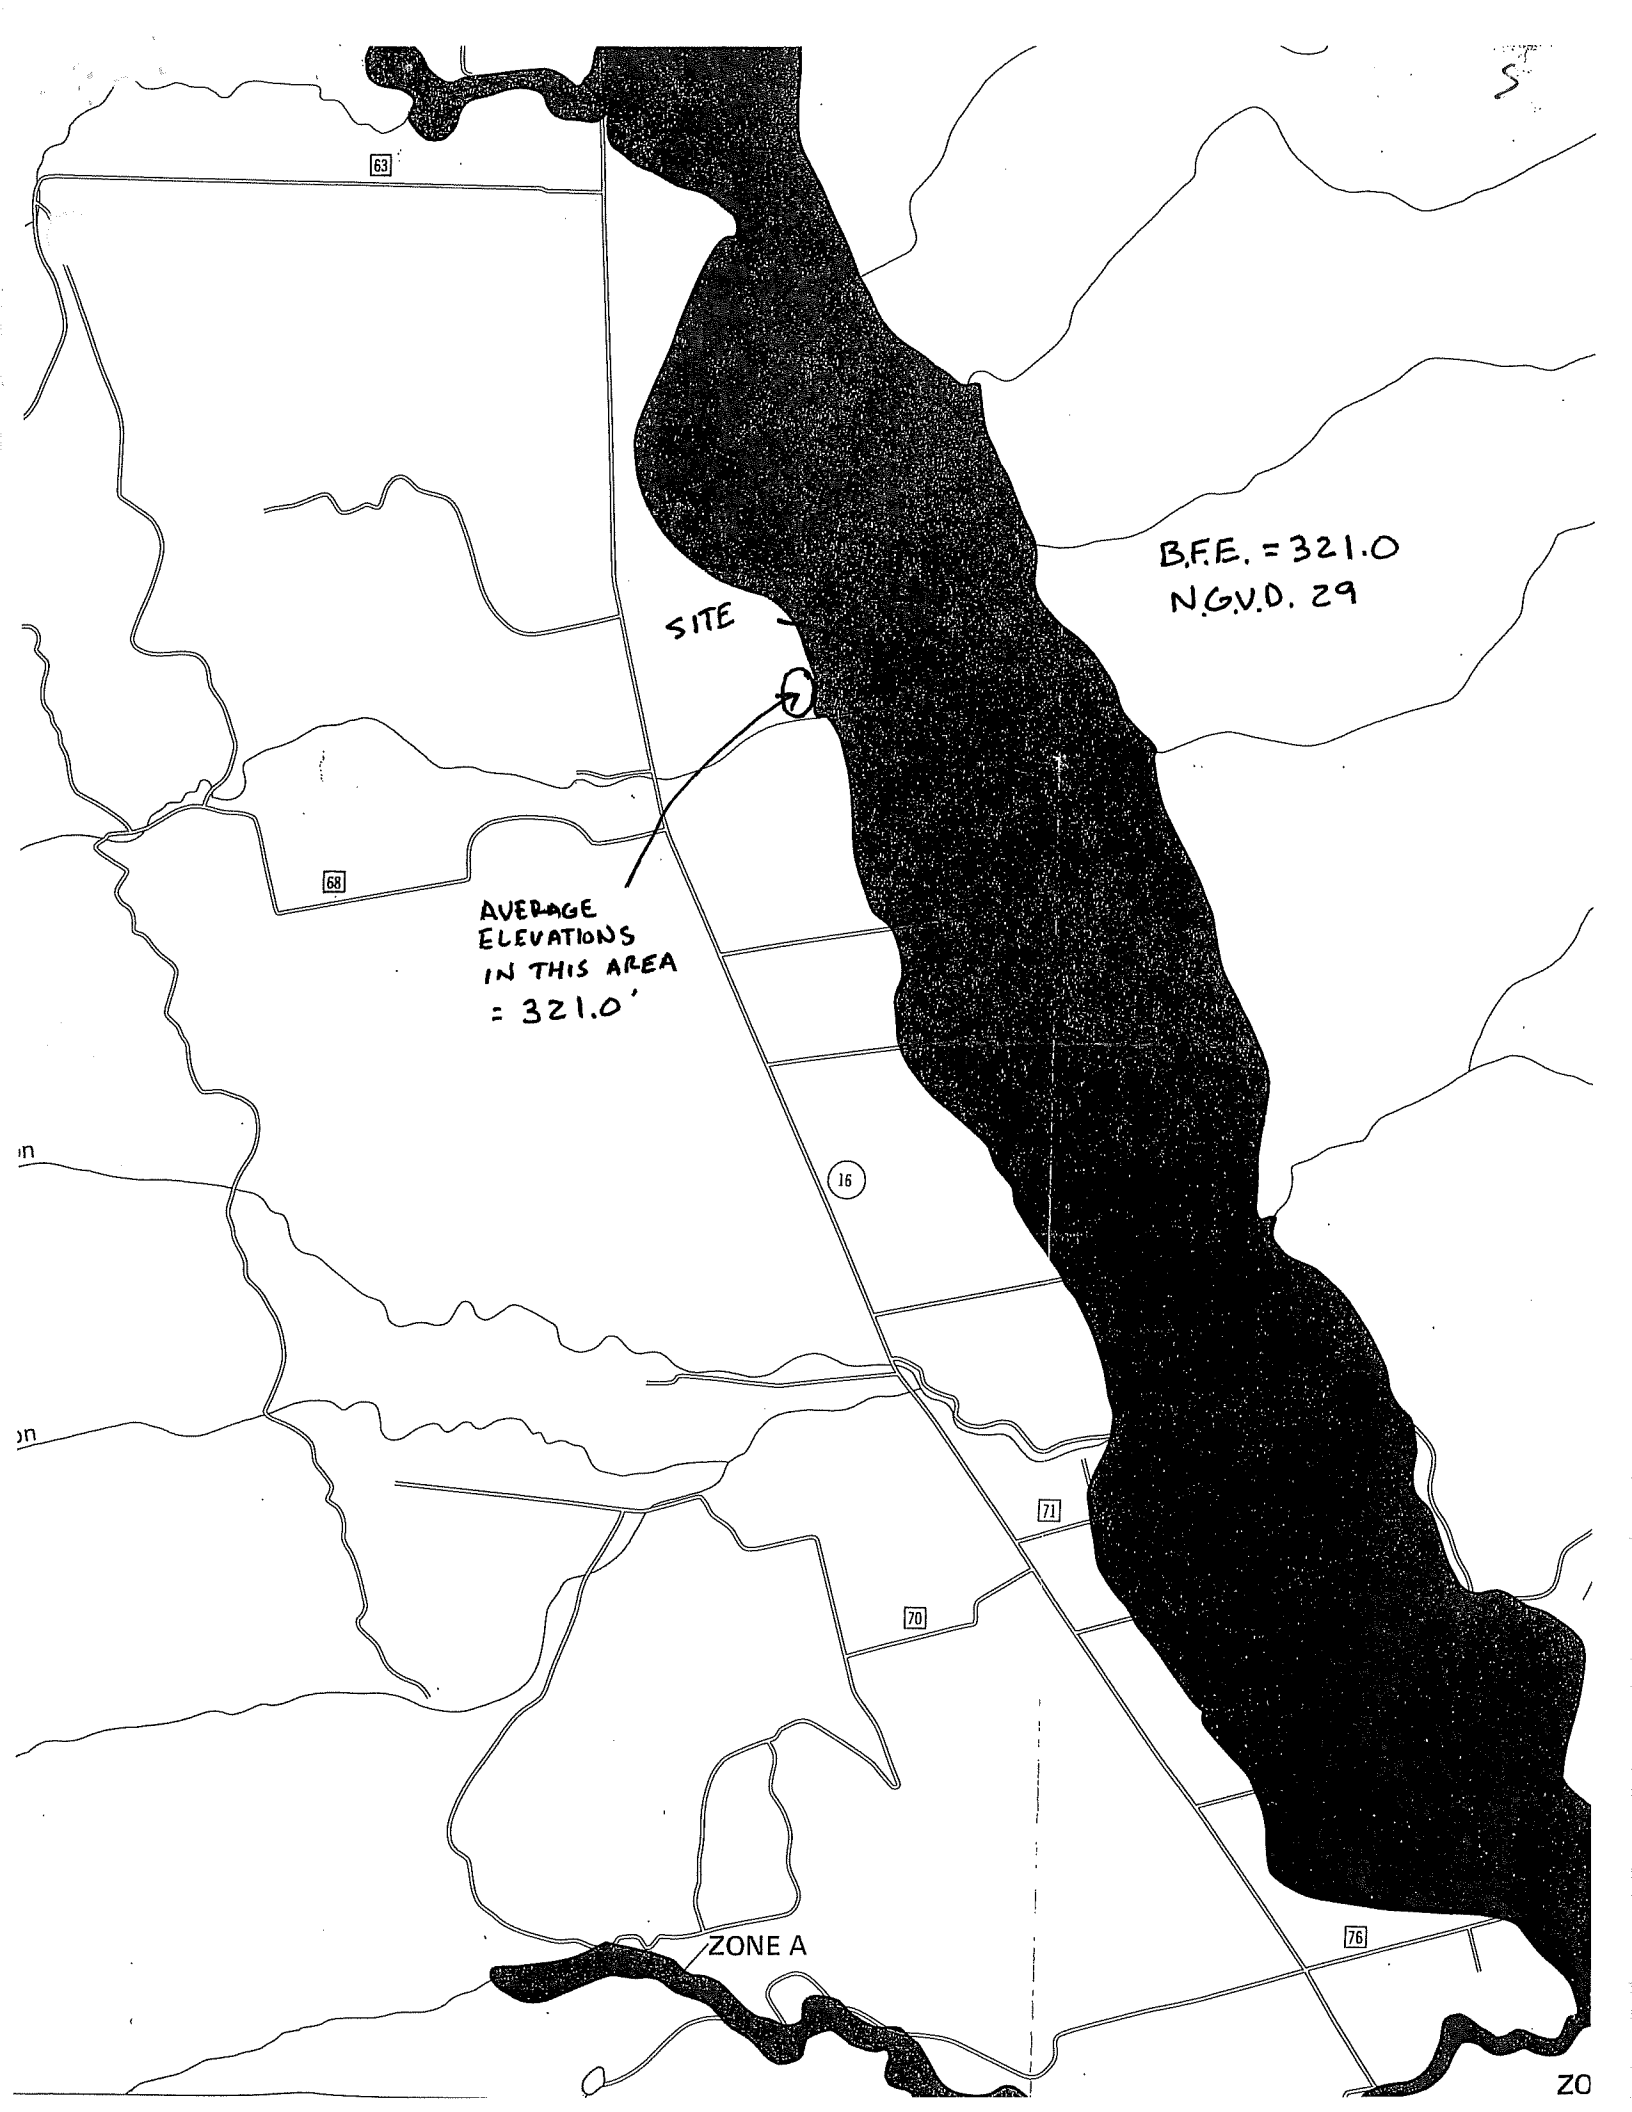 S
63
B.F.E. = 321.0
N.G.V.D. 29
SITE
68
AVERAGE
ELEVATIONS
IN THIS AREA
= 321.0'
16
71
70
ZONE A
76
ZO